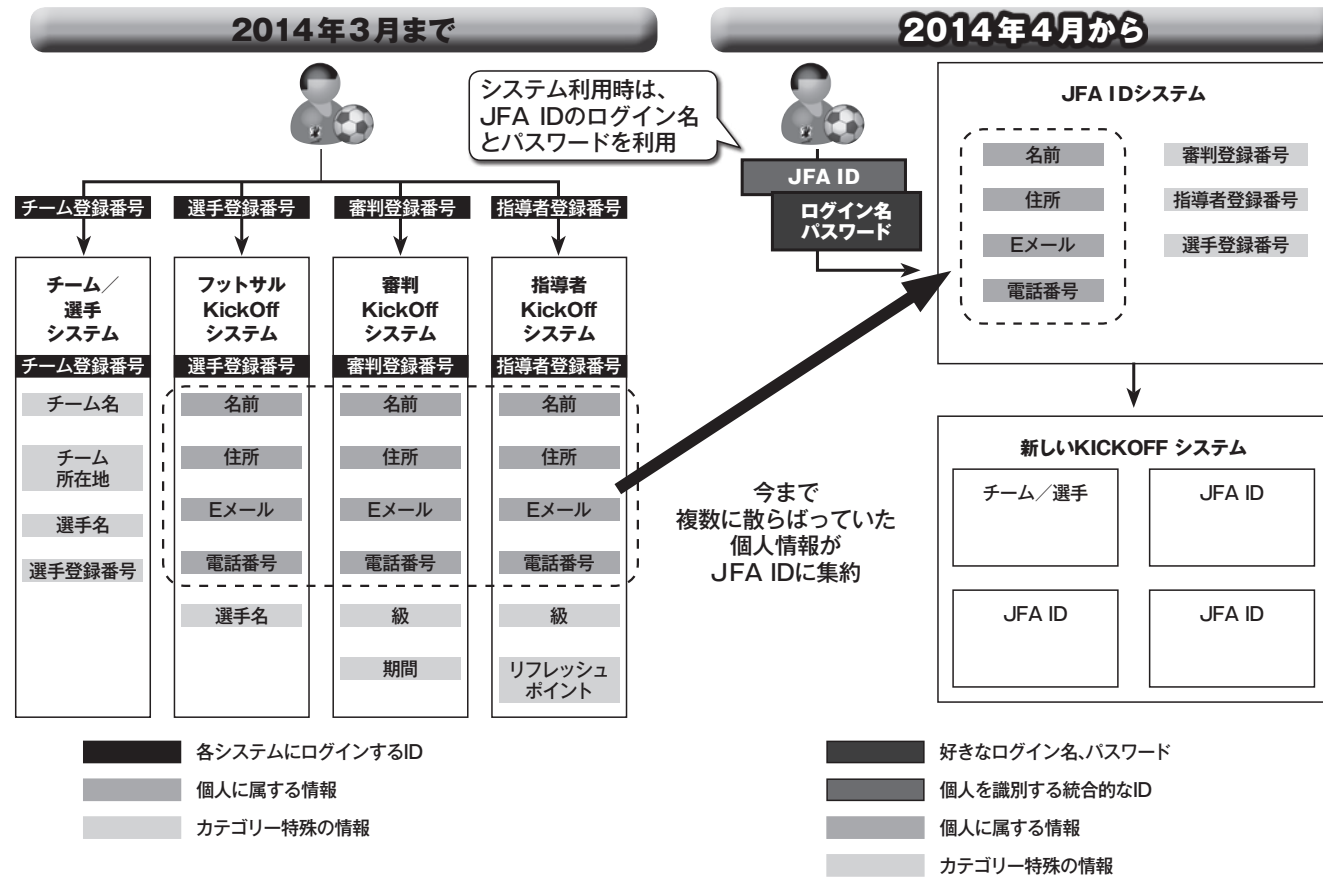 2014年3月まで
チーム登録番号
選手登録番号
審判登録番号
指導者登録番号
チーム／
選手
システム
チーム登録番号
チーム名
チーム
所在地
選手名
選手登録番号
フットサル
KickOff
システム
選手登録番号
名前
住所
Eメール
電話番号
選手名
審判
KickOff
システム
審判登録番号
名前
住所
Eメール
電話番号
級
期間
指導者
KickOff
システム
指導者登録番号
名前
住所
Eメール
電話番号
級
リフレッシュ
ポイント
各システムにログインするID
個人に属する情報
カテゴリー特殊の情報
2014年4月から
システム利用時は、
JFA IDのログイン名
とパスワードを利用
JFA ID
ログイン名
パスワード
JFA IDシステム
名前
住所
Eメール
電話番号
審判登録番号
指導者登録番号
選手登録番号
今まで
複数に散らばっていた
個人情報が
JFA IDに集約
新しいKICKOFF システム
チーム／選手
JFA ID
JFA ID
JFA ID
好きなログイン名、パスワード
個人を識別する統合的なID
個人に属する情報
カテゴリー特殊の情報